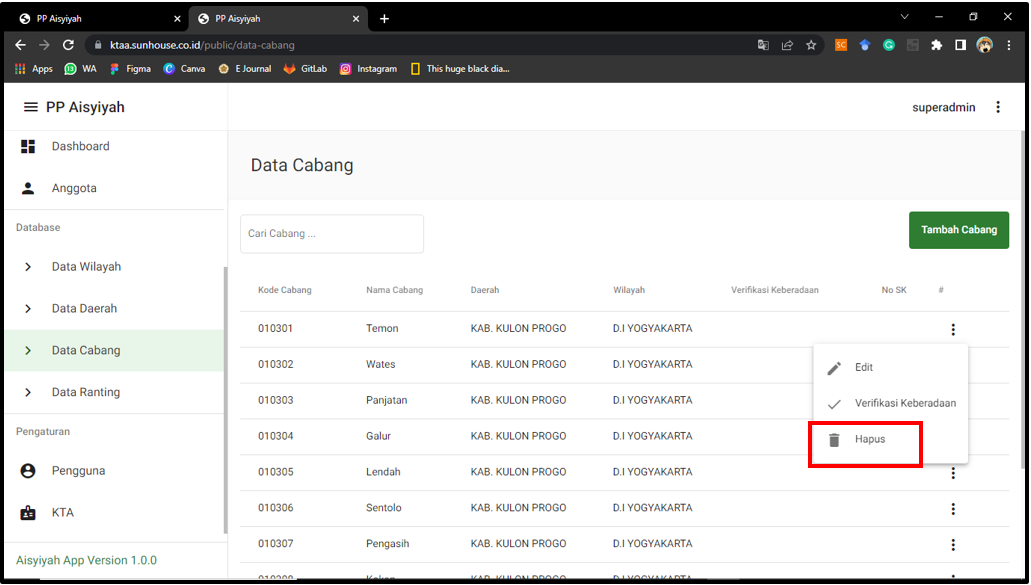 PP Aisyiyah
PP Aisyiyah
ktaa.sunhouse.co.id/public/data-cabang
SC
Apps
WA
Figma
Canva
E Journal
GitLab
Instagram
This huge black dia...
PP Aisyiyah
superadmin
Dashboard
Anggota
Database
Data Wilayah
Data Daerah
Data Cabang
Data Ranting
Pengaturan
Pengguna
KTA
Aisyiyah App Version 1.0.0
Data Cabang
Cari Cabang ...
Tambah Cabang
Kode Cabang Nama Cabang Daerah Wilayah Verifikasi Keberadaan No SK #
010301 Temon KAB. KULON PROGO D.I YOGYAKARTA
010302 Wates KAB. KULON PROGO D.I YOGYAKARTA
010303 Panjatan KAB. KULON PROGO D.I YOGYAKARTA
010304 Galur KAB. KULON PROGO D.I YOGYAKARTA
010305 Lendah KAB. KULON PROGO D.I YOGYAKARTA
010306 Sentolo KAB. KULON PROGO D.I YOGYAKARTA
010307 Pengasih KAB. KULON PROGO D.I YOGYAKARTA
010308 Kokap KAB. KULON PROGO D.I YOGYAKARTA
Edit
Verifikasi Keberadaan
Hapus